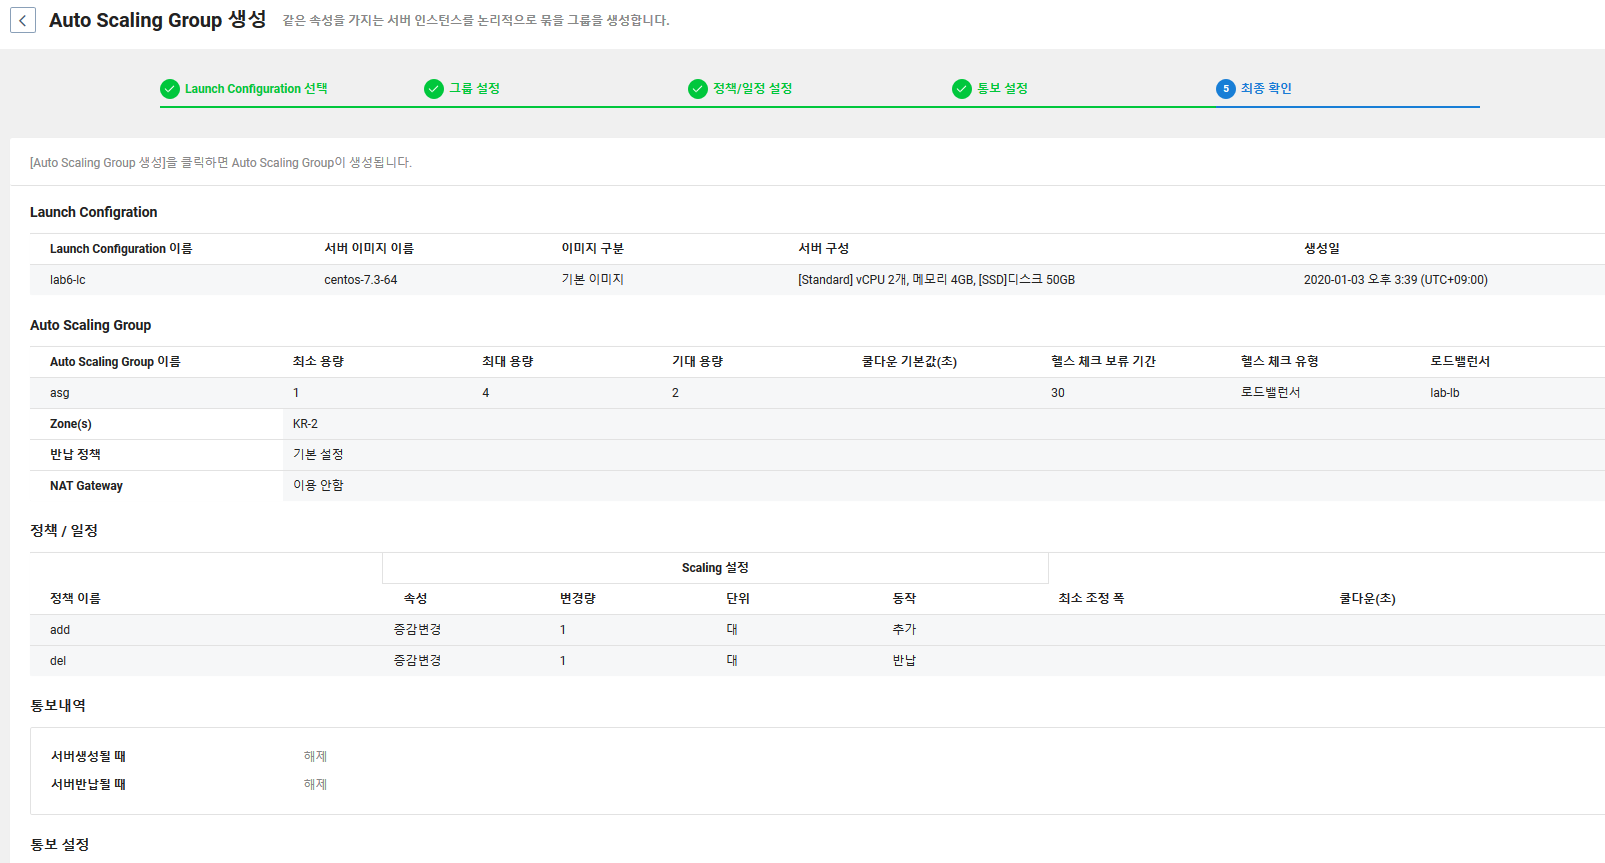 Auto Scaling Group 생성 같은 속성을 가지는 서버 인스턴스를 논리적으로 묶을 그룹을 생성합니다.
Launch Configuration 선택 그룹 설정 정책/일정 설정 통보 설정 5 최종 확인
[Auto Scaling Group 생성]을 클릭하면 Auto Scaling Group이 생성됩니다.
Launch Configration
Launch Configuration 이름 서버 이미지 이름 이미지 구분 서버 구성 생성일
lab6-lc centos-7.3-64 기본 이미지 [Standard] vCPU 2개, 메모리 4GB, [SSD]디스크 50GB 2020-01-03 오후 3:39 (UTC+09:00)
Auto Scaling Group
Auto Scaling Group 이름 최소 용량 최대 용량 기대 용량 쿨다운 기본값(초) 헬스 체크 보류 기간 헬스 체크 유형 로드밸런서
asg 1 4 2 30 로드밸런서 lab-lb
Zone(s) KR-2
반납 정책 기본 설정
NAT Gateway 이용 안함
정책 / 일정
Scaling 설정
정책 이름 속성 변경량 단위 동작 최소 조정 폭 쿨다운(초)
add 증감변경 1 대 추가
del 증감변경 1 대 반납
통보내역
서버생성될 때 해제
서버반납될 때 해제
통보 설정